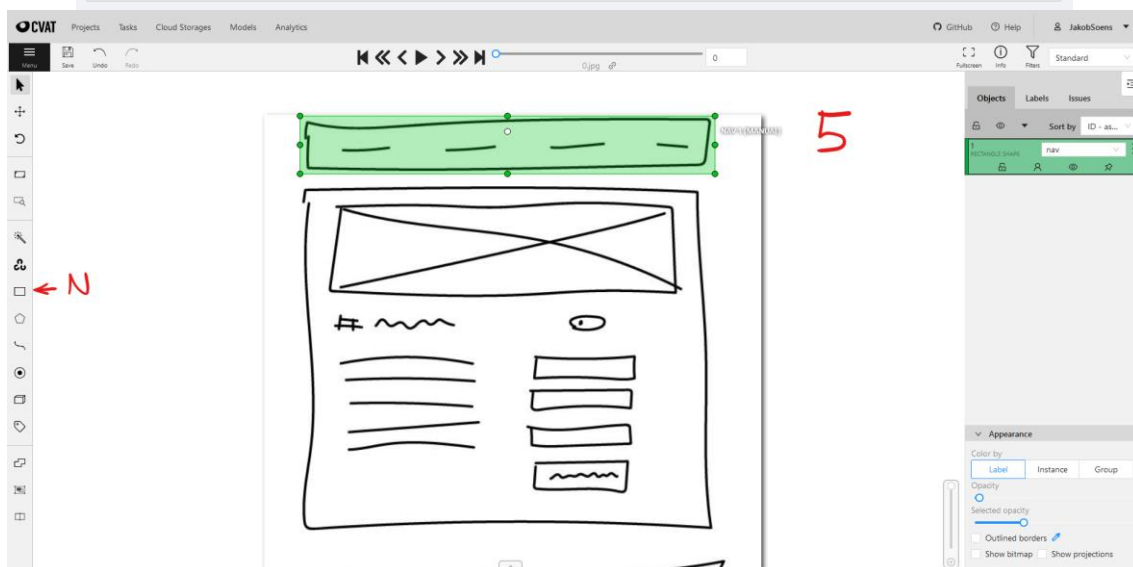 CVAT Projects Tasks Cloud Storages Models Analytics GitHub Help JakobSoens
Menu Save Undo Redo 0.jpg 0 Fullscreen Info Filters Standard
Objects Labels Issues
Sort by ID - as...
NAV 1 (MANUAL)
5
1
RECTANGLE SHAPE nav
N
#
Appearance
Color by
Label Instance Group
Opacity
Selected opacity
Outlined borders
Show bitmap Show projections